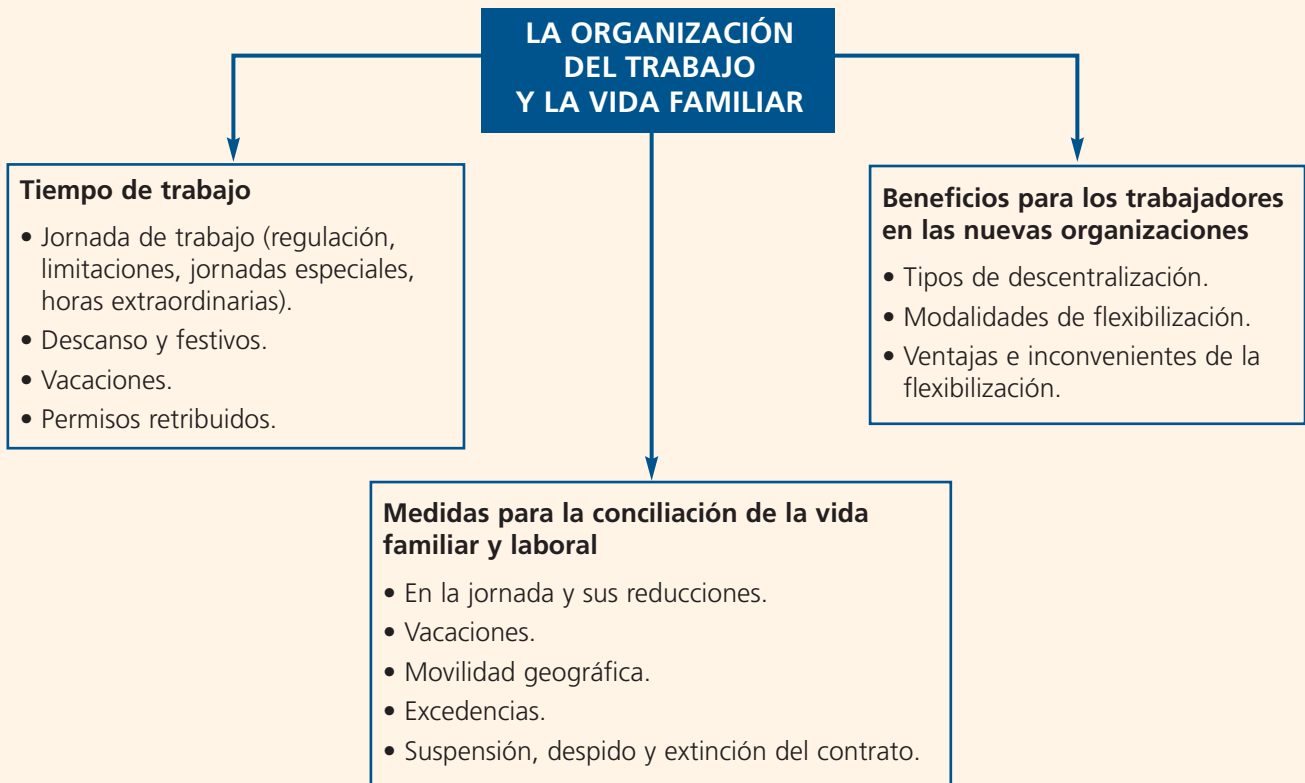 LA ORGANIZACIÓN
DEL TRABAJO
Y LA VIDA FAMILIAR
Tiempo de trabajo
• Jornada de trabajo (regulación,
limitaciones, jornadas especiales,
horas extraordinarias).
• Descanso y festivos.
• Vacaciones.
• Permisos retribuidos.
Beneficios para los trabajadores
en las nuevas organizaciones
• Tipos de descentralización.
• Modalidades de flexibilización.
• Ventajas e inconvenientes de la
flexibilización.
Medidas para la conciliación de la vida
familiar y laboral
• En la jornada y sus reducciones.
• Vacaciones.
• Movilidad geográfica.
• Excedencias.
• Suspensión, despido y extinción del contrato.